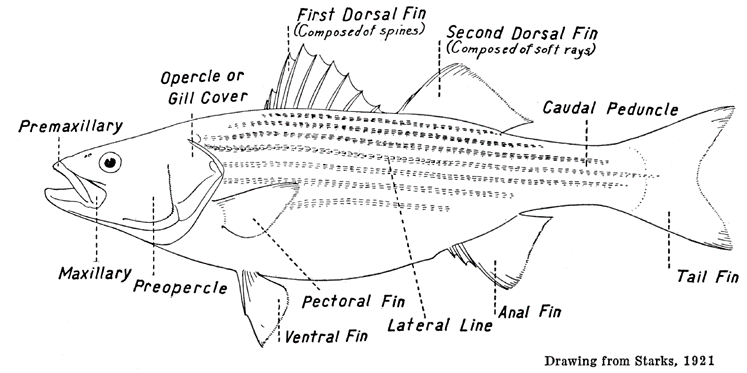 First Dorsal Fin
(Composed of spines)
Second Dorsal Fin
(Composed of soft rays)
Opercle or
Gill Cover
Caudal Peduncle
Premaxillary
Maxillary
Preopercle
Pectoral Fin
Ventral Fin
Lateral Line
Anal Fin
Tail Fin
Drawing from Starks, 1921